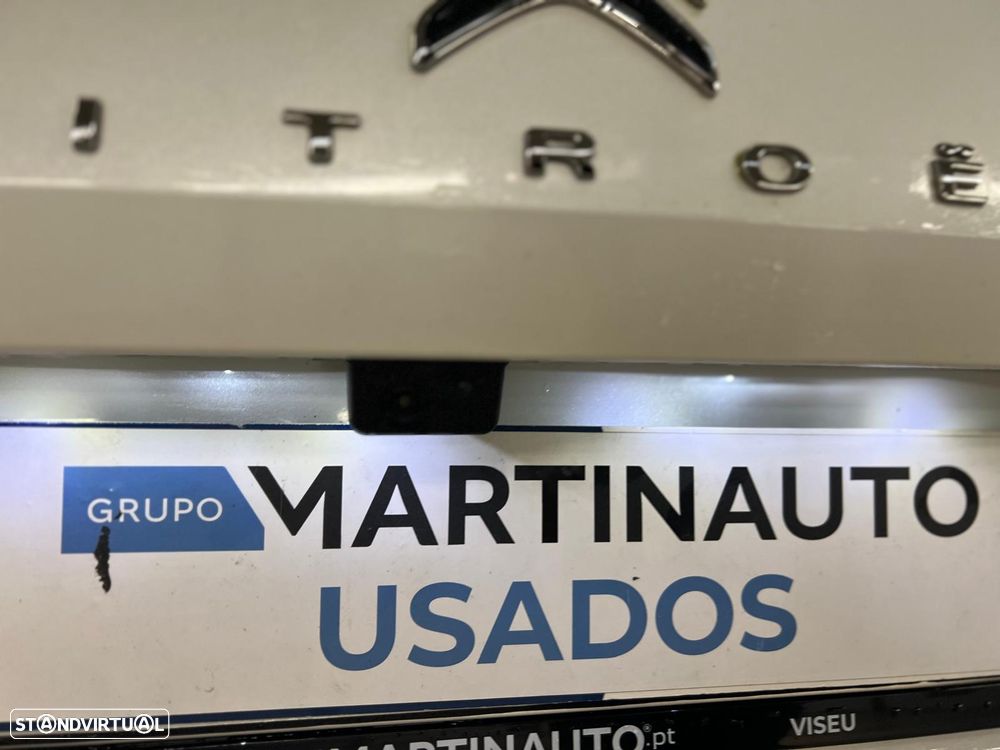 ITROË
GRUPO MARTINAUTO
USADOS
MARTINAUTO®.pt VISEU
STANDVIRTUAL